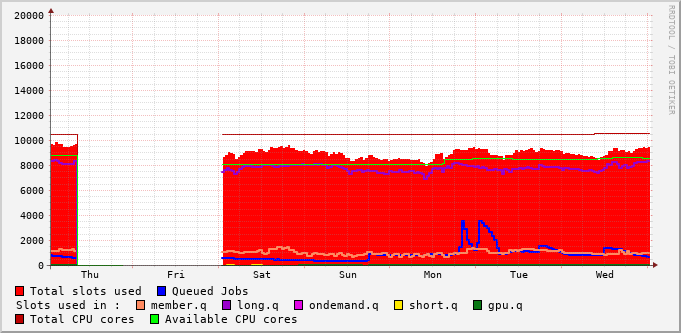 20000
18000
16000
14000
12000
10000
8000
6000
4000
2000
0
Thu Fri Sat Sun Mon Tue Wed
RRDTOOL / TOBI OETIKER
Total slots used Queued Jobs
Slots used in : member.q long.q ondemand.q short.q gpu.q
Total CPU cores Available CPU cores